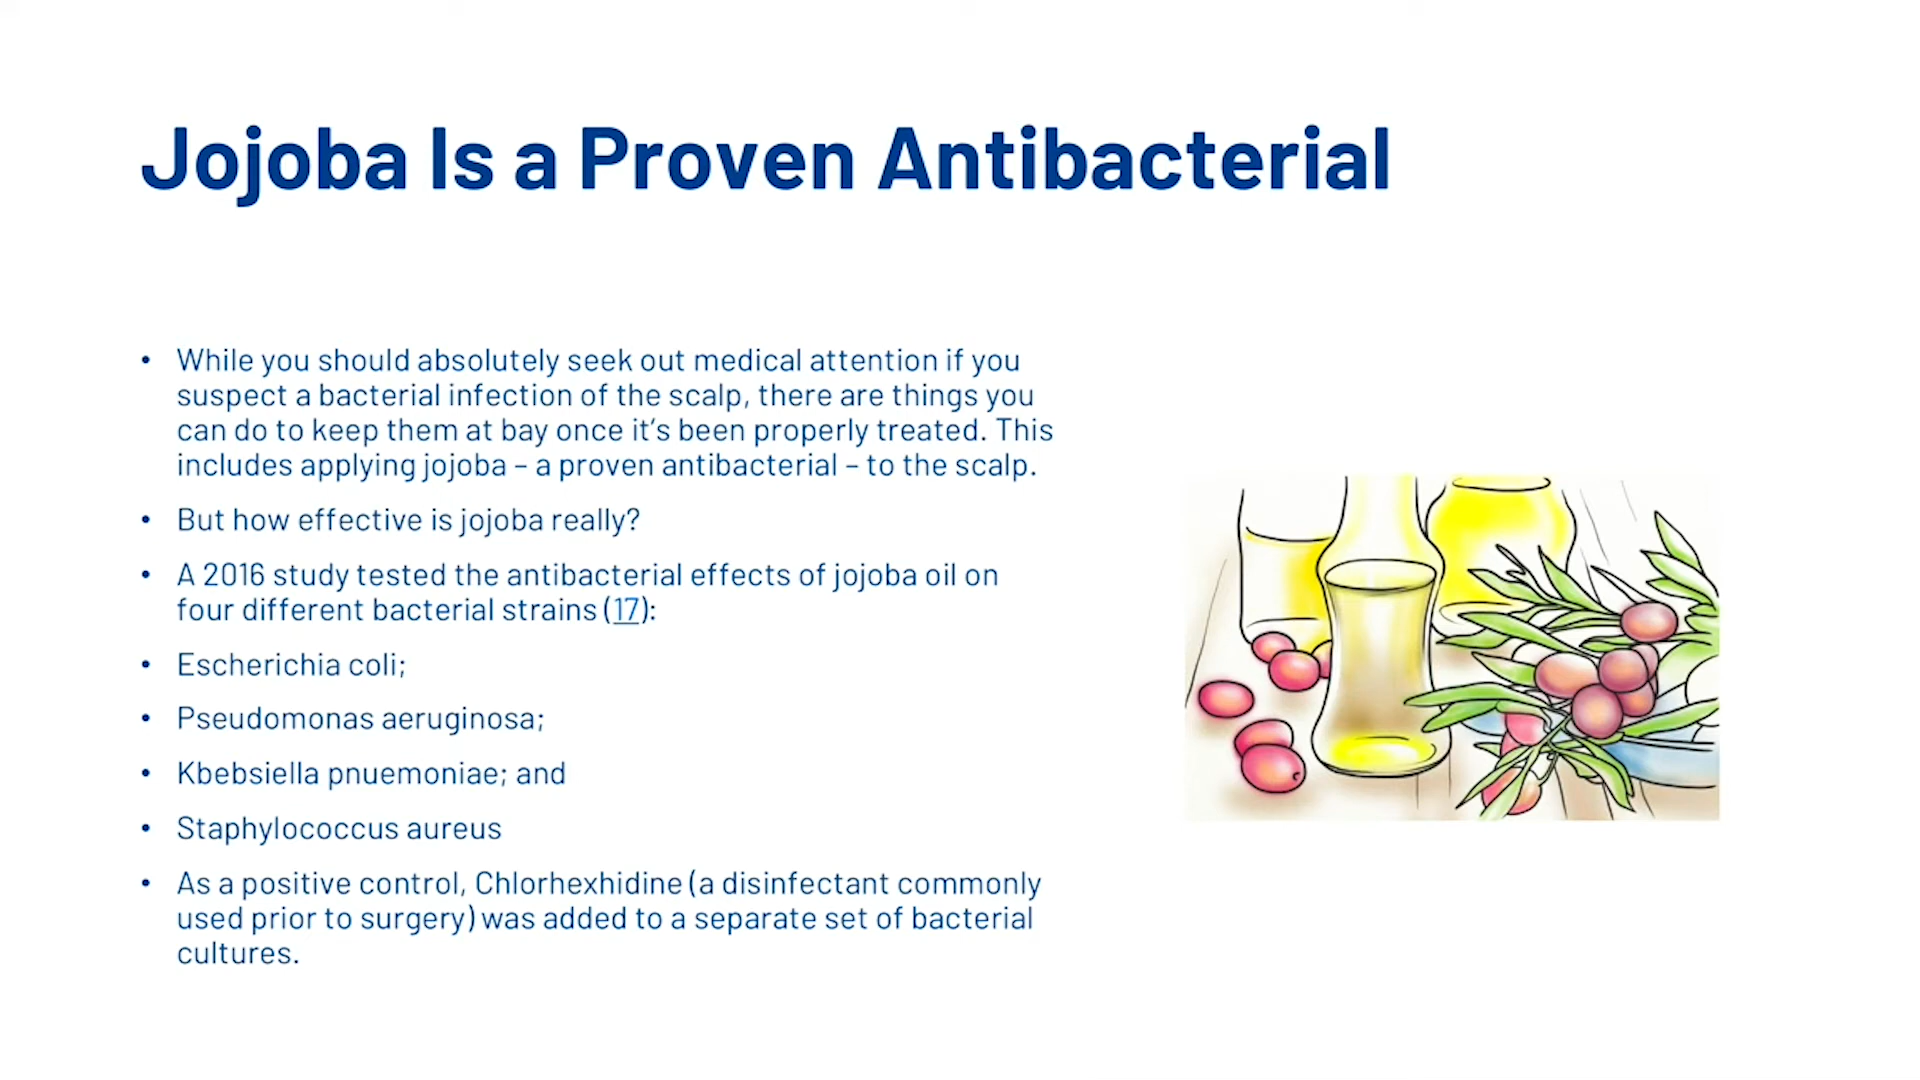 Jojoba Is a Proven Antibacterial
• While you should absolutely seek out medical attention if you
suspect a bacterial infection of the scalp, there are things you
can do to keep them at bay once it’s been properly treated. This
includes applying jojoba – a proven antibacterial – to the scalp.
• But how effective is jojoba really?
• A 2016 study tested the antibacterial effects of jojoba oil on
four different bacterial strains (17):
• Escherichia coli;
• Pseudomonas aeruginosa;
• Kbebsiella pnuemoniae; and
• Staphylococcus aureus
• As a positive control, Chlorhexhidine (a disinfectant commonly
used prior to surgery) was added to a separate set of bacterial
cultures.